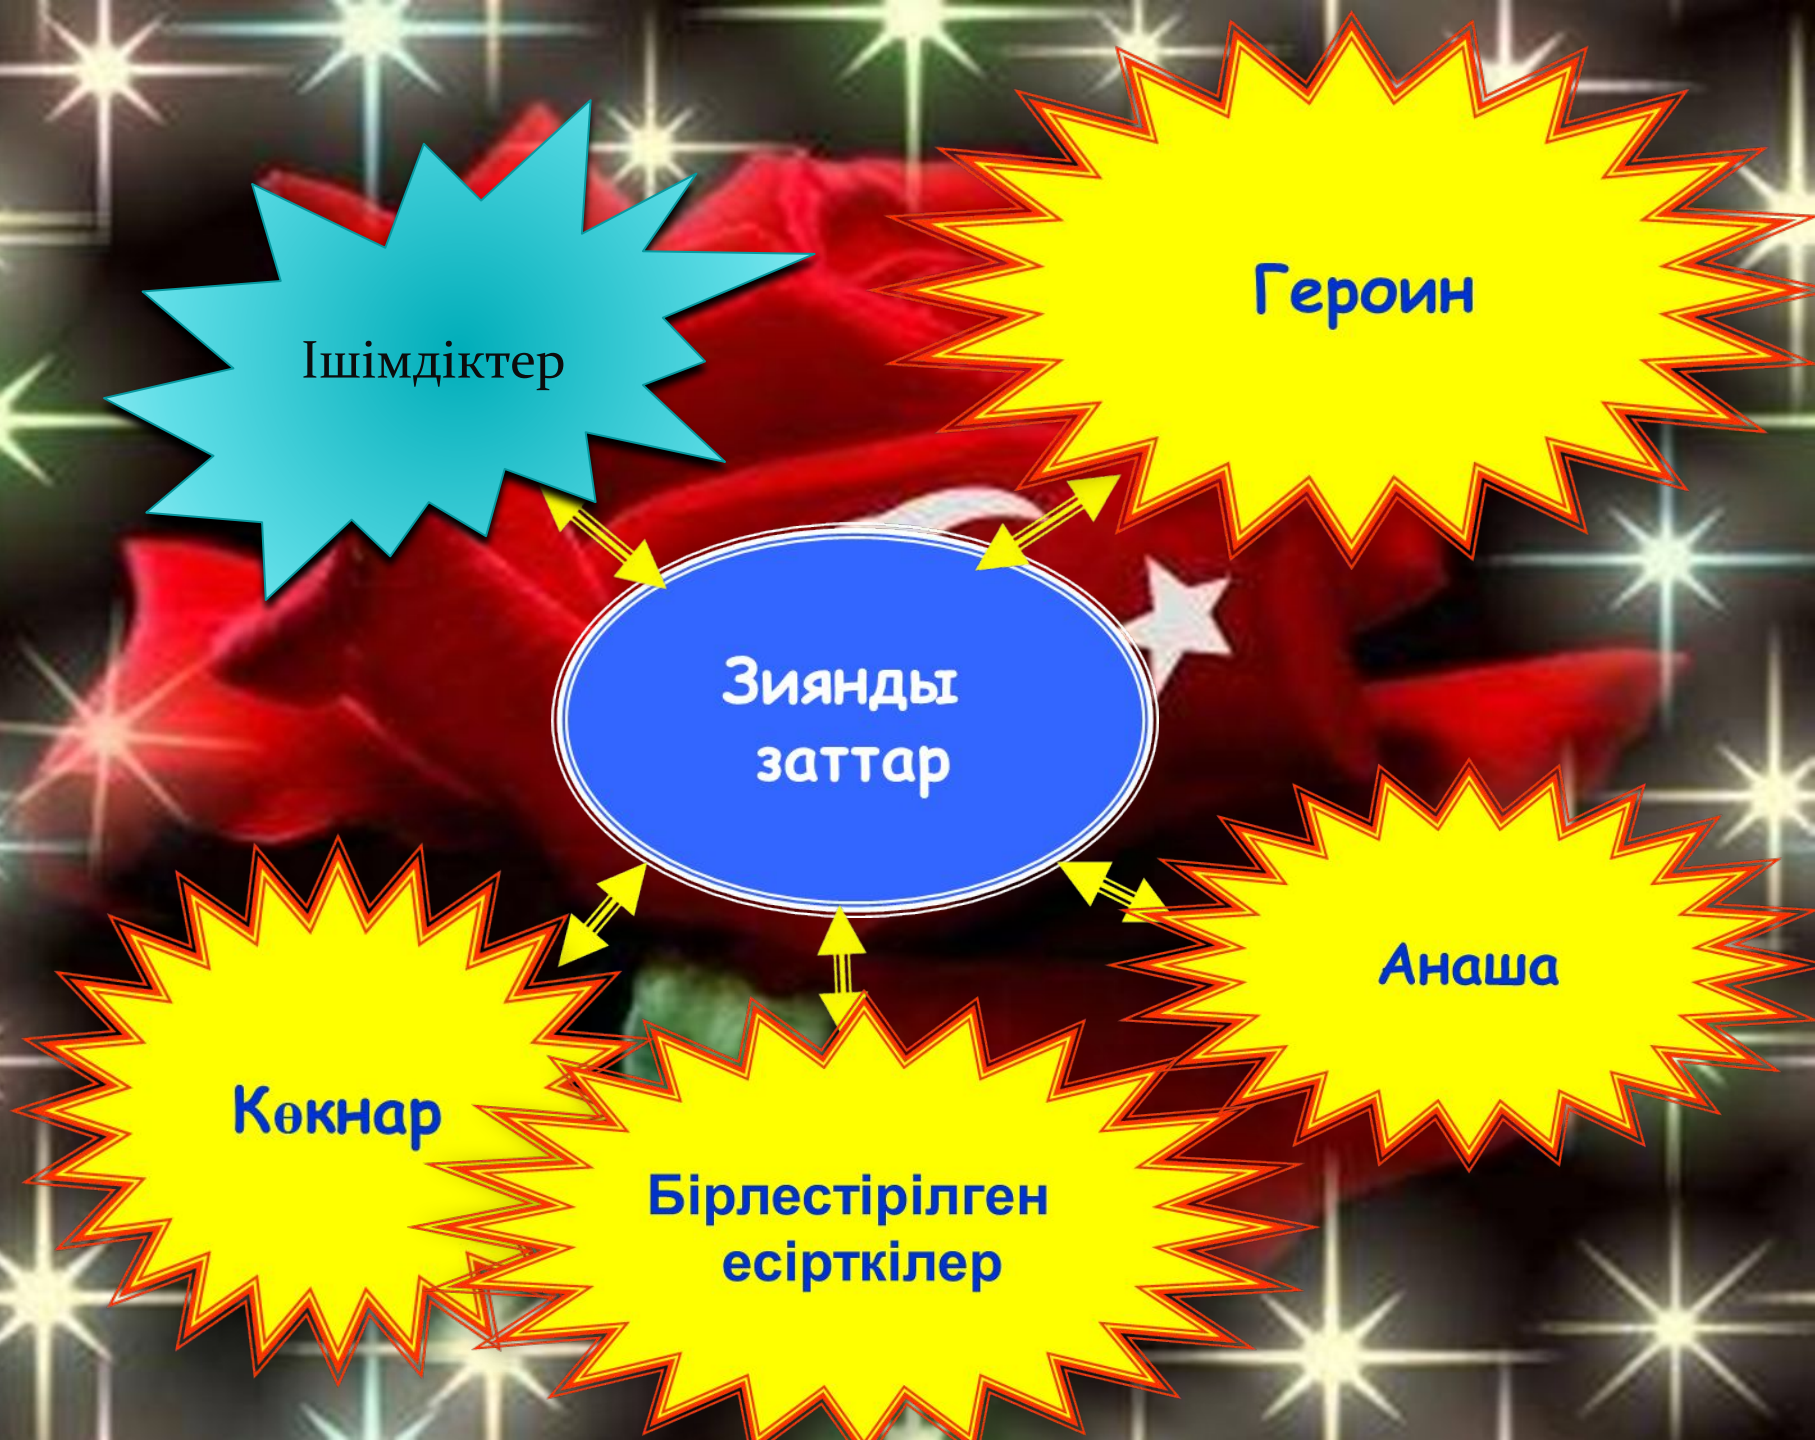 Ішімдіктер
Героин
Зиянды
заттар
Анаша
Көкнар
Бірлестірілген
есірткілер